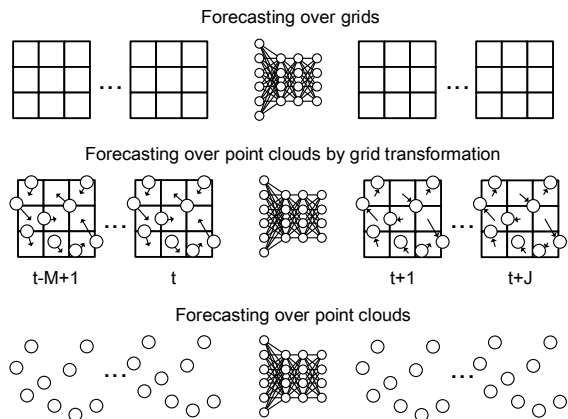 Forecasting over grids
...
...
Forecasting over point clouds by grid transformation
...
...
t-M+1 t t+1 t+J
Forecasting over point clouds
...
...